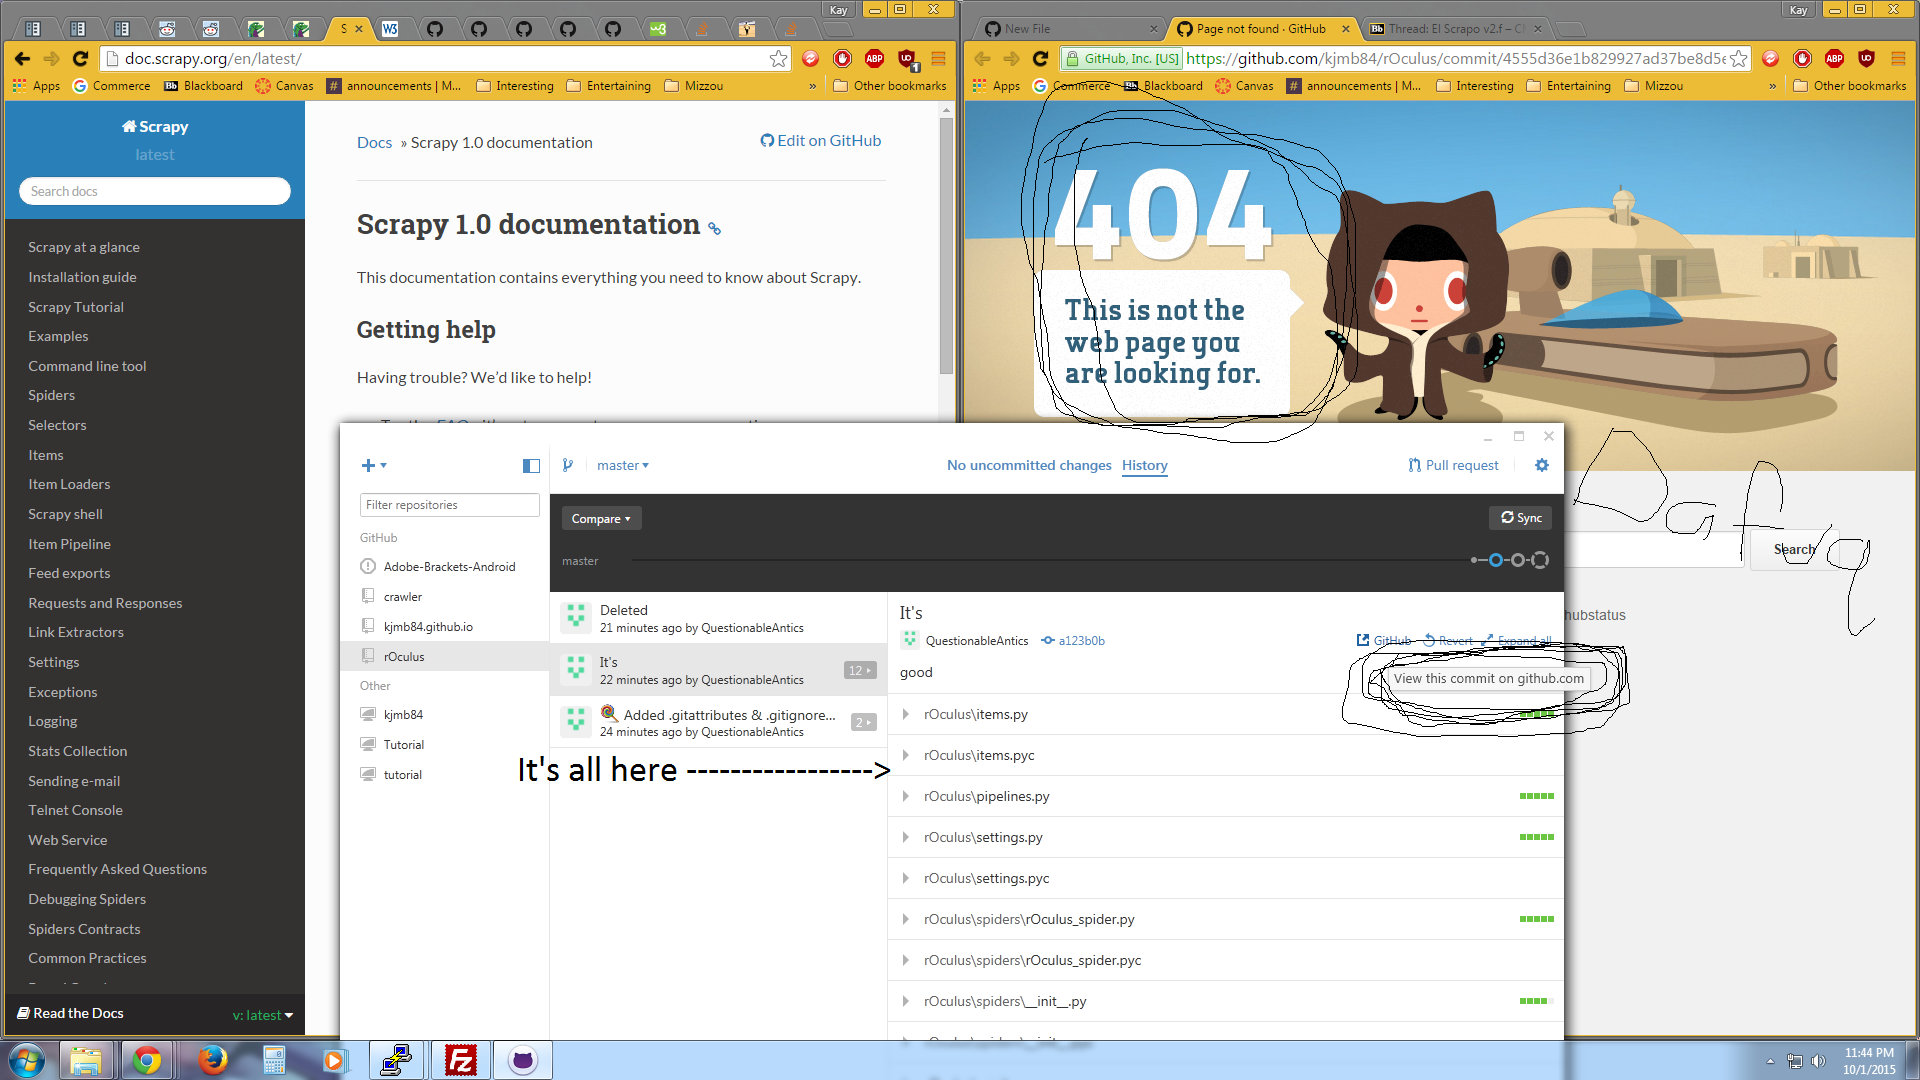 Kay
S
W3
doc.scrapy.org/en/latest/
ABP
1
Apps
Commerce
Bb Blackboard
Canvas
announcements | M...
Interesting
Entertaining
Mizzou
»
Other bookmarks
Scrapy
latest
Search docs
Scrapy at a glance
Installation guide
Scrapy Tutorial
Examples
Command line tool
Spiders
Selectors
Items
Item Loaders
Scrapy shell
Item Pipeline
Feed exports
Requests and Responses
Link Extractors
Settings
Exceptions
Logging
Stats Collection
Sending e-mail
Telnet Console
Web Service
Frequently Asked Questions
Debugging Spiders
Spiders Contracts
Common Practices
Read the Docs
v: latest
Docs » Scrapy 1.0 documentation
Edit on GitHub
Scrapy 1.0 documentation
This documentation contains everything you need to know about Scrapy.
Getting help
Having trouble? We'd like to help!
Kay
New File
Page not found · GitHub
Bb Thread: El Scrapo v2.f – C
GitHub, Inc. [US]
https://github.com/kjmb84/rOculus/commit/4555d36e1b829927ad37be8d5e
ABP
Apps
Commerce
Bb Blackboard
Canvas
announcements | M...
Interesting
Entertaining
Mizzou
»
Other bookmarks
404
This is not the
web page you
are looking for.
Dafuq
Search
hubstatus
master
No uncommitted changes
History
Pull request
Filter repositories
GitHub
Adobe-Brackets-Android
crawler
kjmb84.github.io
rOculus
Other
kjmb84
Tutorial
tutorial
Compare
Sync
master
Deleted
21 minutes ago by QuestionableAntics
It's
22 minutes ago by QuestionableAntics
12
Added .gitattributes & .gitignore...
24 minutes ago by QuestionableAntics
2
It's all here ----------------->
It's
QuestionableAntics
a123b0b
GitHub
Revert
Expand all
good
View this commit on github.com
rOculus\items.py
rOculus\items.pyc
rOculus\pipelines.py
rOculus\settings.py
rOculus\settings.pyc
rOculus\spiders\rOculus_spider.py
rOculus\spiders\rOculus_spider.pyc
rOculus\spiders\__init__.py
11:44 PM
10/1/2015